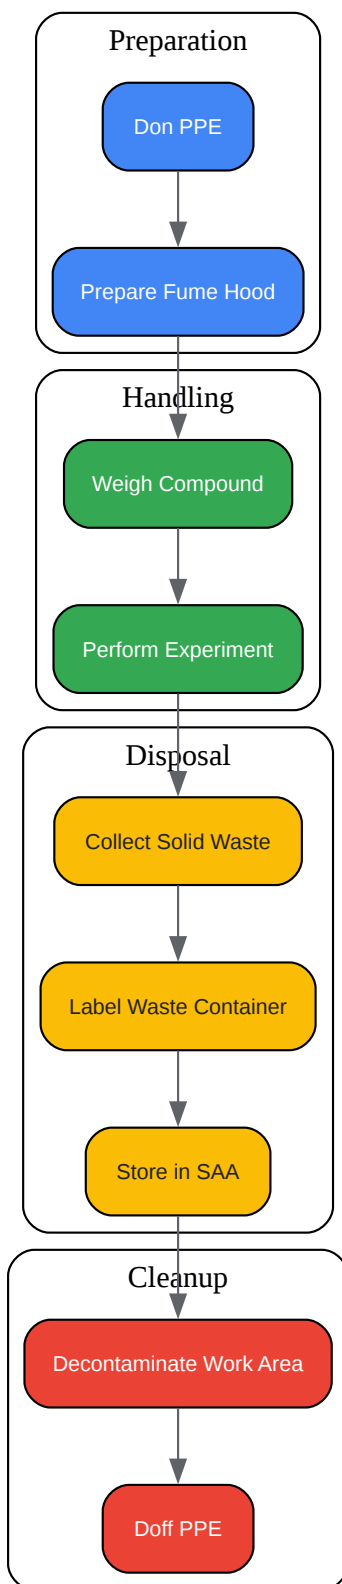 Preparation
Don PPE
Prepare Fume Hood
Handling
Weigh Compound
Perform Experiment
Disposal
Collect Solid Waste
Label Waste Container
Store in SAA
Cleanup
Decontaminate Work Area
Doff PPE